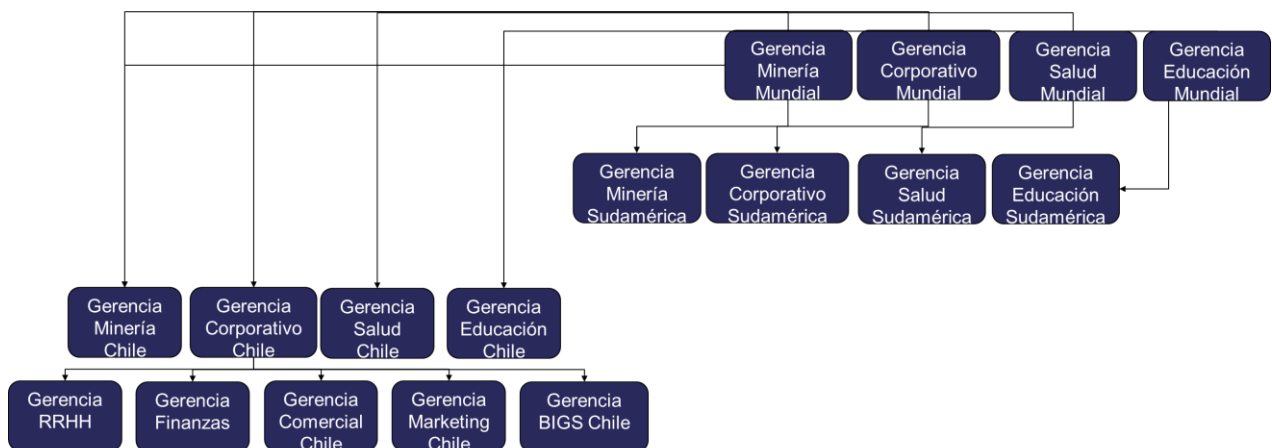 Gerencia
Minería
Mundial
Gerencia
Corporativo
Mundial
Gerencia
Salud
Mundial
Gerencia
Educación
Mundial
Gerencia
Minería
Sudamérica
Gerencia
Corporativo
Sudamérica
Gerencia
Salud
Sudamérica
Gerencia
Educación
Sudamérica
Gerencia
Minería
Chile
Gerencia
Corporativo
Chile
Gerencia
Salud
Chile
Gerencia
Educación
Chile
Gerencia
RRHH
Gerencia
Finanzas
Gerencia
Comercial
Chile
Gerencia
Marketing
Chile
Gerencia
BIGS Chile